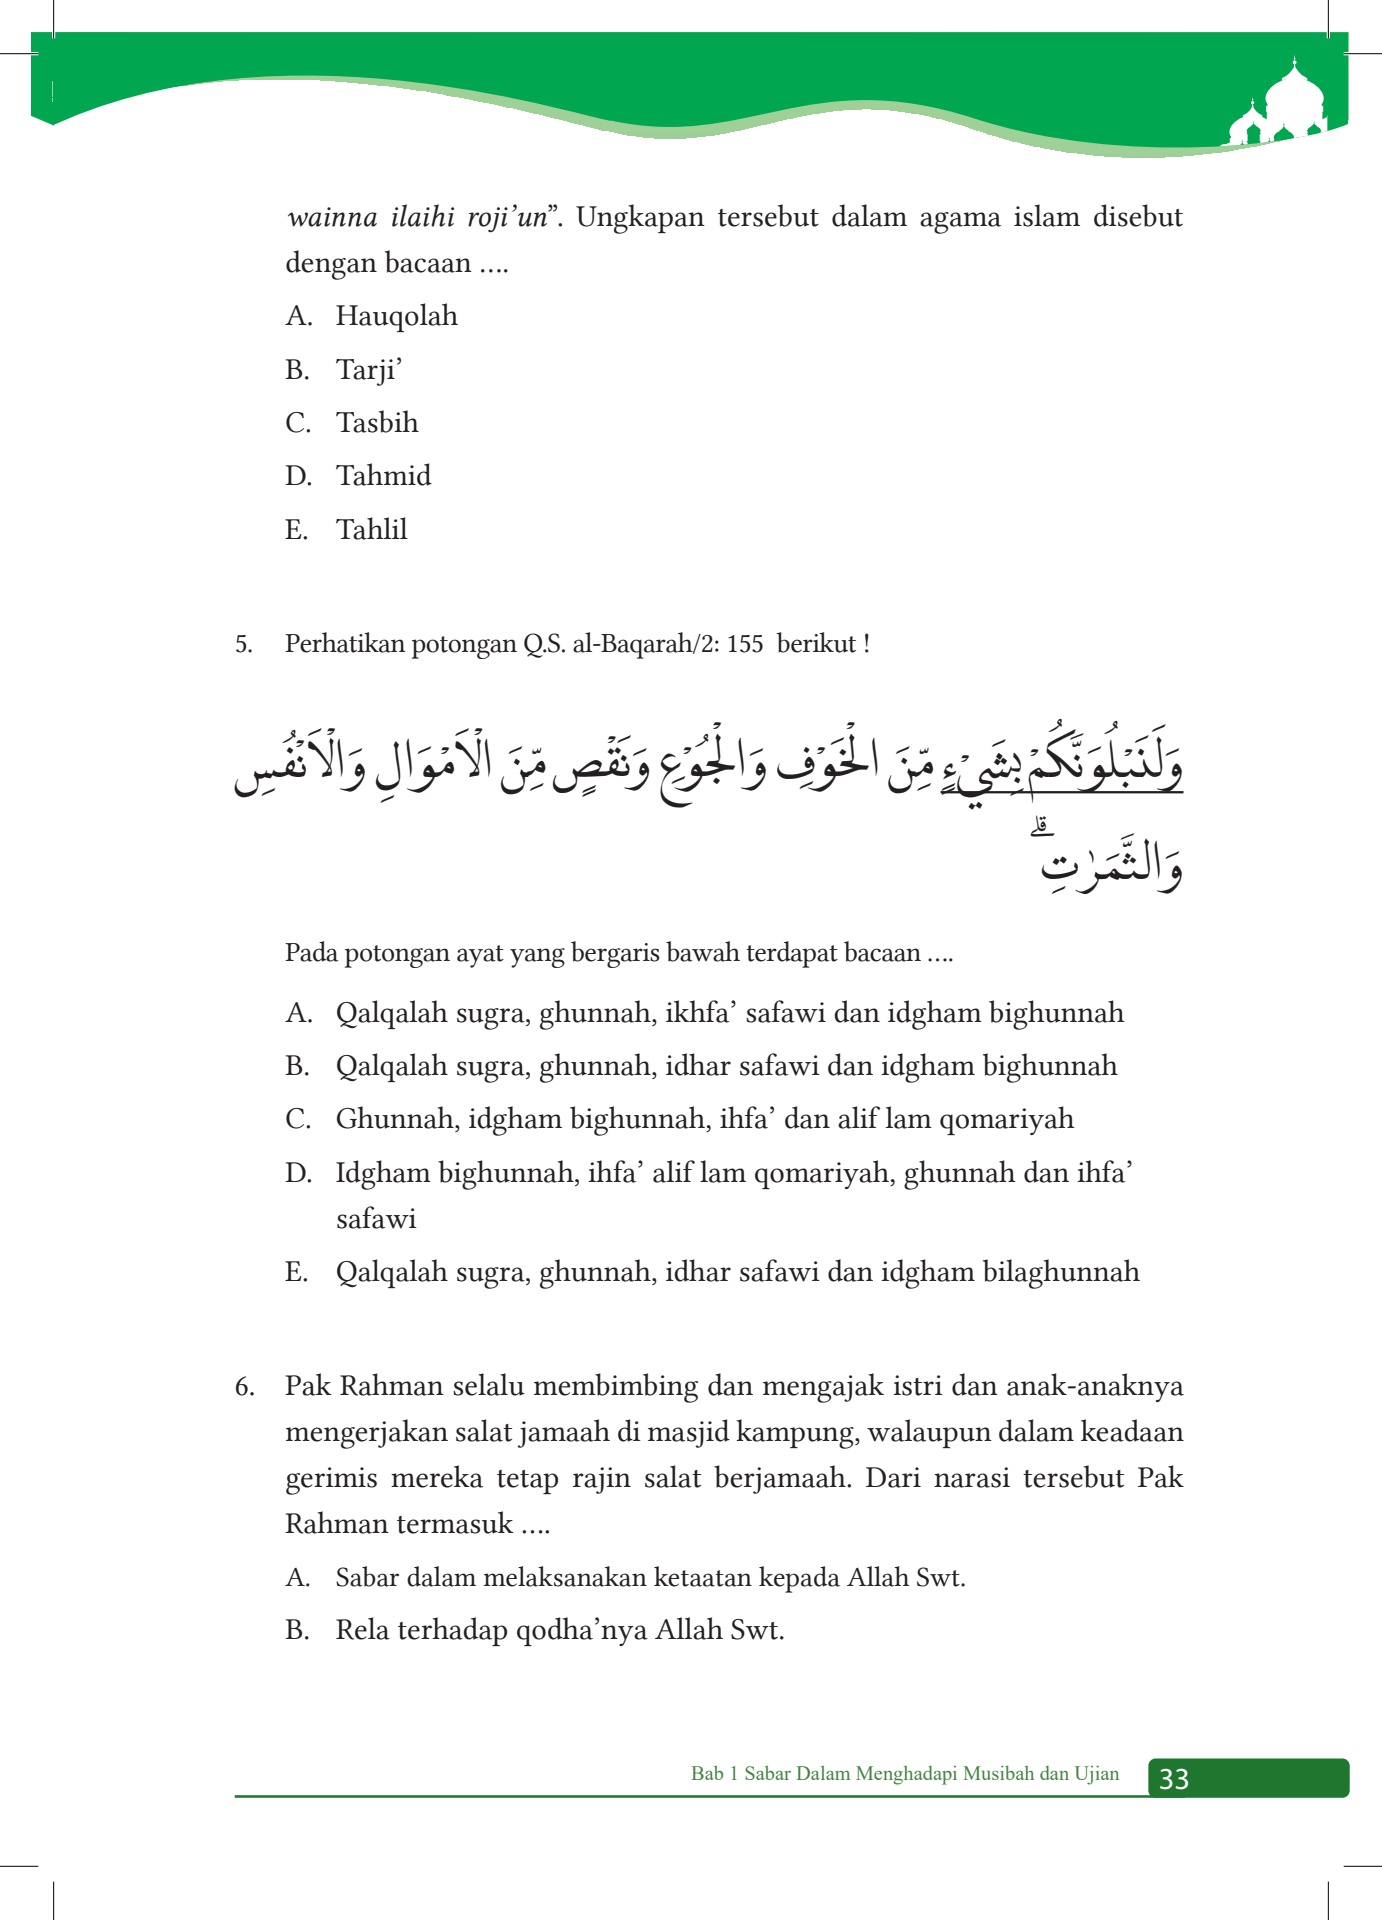 wainna ilaihi roji’un”. Ungkapan tersebut dalam agama islam disebut
dengan bacaan ....
A. Hauqolah
B. Tarji’
C. Tasbih
D. Tahmid
E. Tahlil
5. Perhatikan potongan Q.S. al-Baqarah/2: 155 berikut !
وَلَنَبْلُوَنَّكُمْ بِشَيْءٍ مِّنَ الْخَوْفِ وَالْجُوْعِ وَنَقْصٍ مِّنَ الْاَمْوَالِ وَالْاَنْفُسِ
وَالثَّمَرٰتِۗ
Pada potongan ayat yang bergaris bawah terdapat bacaan ....
A. Qalqalah sugra, ghunnah, ikhfa’ safawi dan idgham bighunnah
B. Qalqalah sugra, ghunnah, idhar safawi dan idgham bighunnah
C. Ghunnah, idgham bighunnah, ihfa’ dan alif lam qomariyah
D. Idgham bighunnah, ihfa’ alif lam qomariyah, ghunnah dan ihfa’
safawi
E. Qalqalah sugra, ghunnah, idhar safawi dan idgham bilaghunnah
6. Pak Rahman selalu membimbing dan mengajak istri dan anak-anaknya
mengerjakan salat jamaah di masjid kampung, walaupun dalam keadaan
gerimis mereka tetap rajin salat berjamaah. Dari narasi tersebut Pak
Rahman termasuk ....
A. Sabar dalam melaksanakan ketaatan kepada Allah Swt.
B. Rela terhadap qodha’nya Allah Swt.
Bab 1 Sabar Dalam Menghadapi Musibah dan Ujian 33